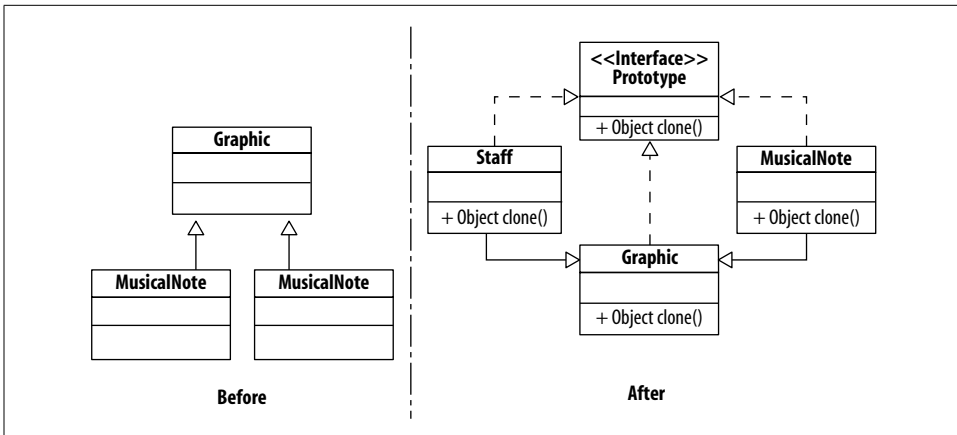 Graphic
MusicalNote
MusicalNote
Before
<<Interface>>
Prototype
+ Object clone()
Staff
+ Object clone()
MusicalNote
+ Object clone()
Graphic
+ Object clone()
After